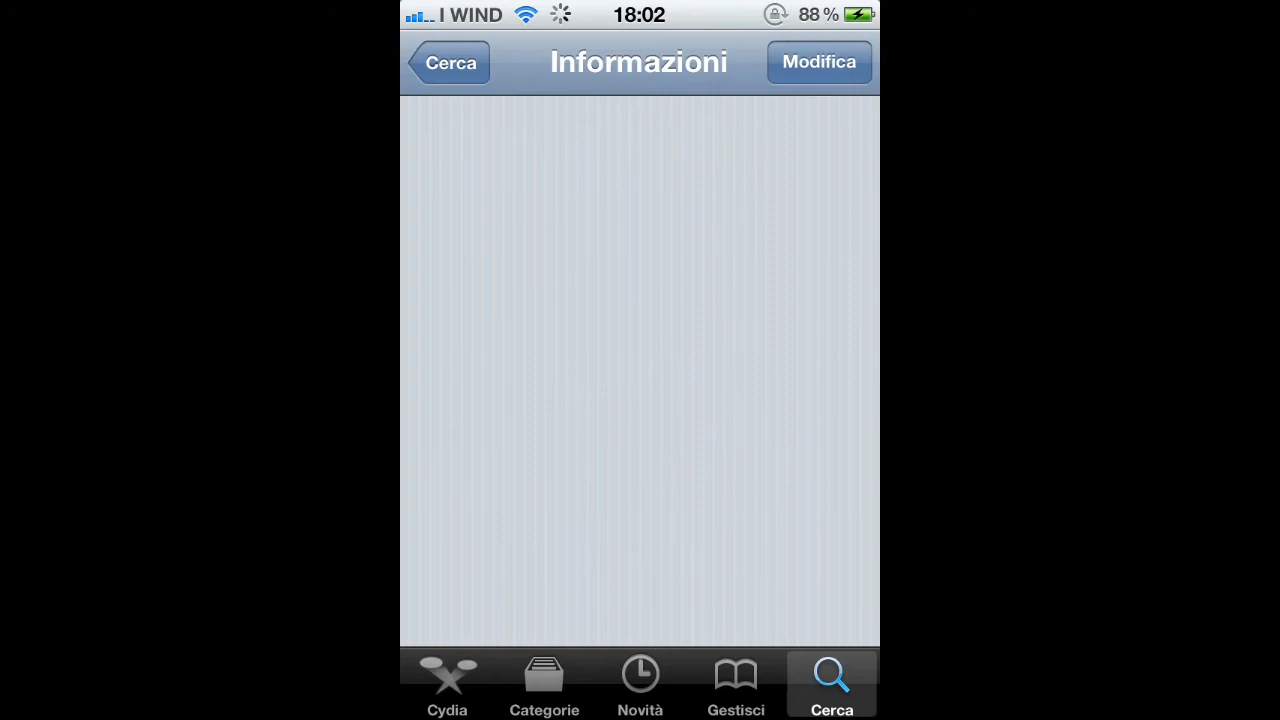 I WIND 18:02 88 %
Cerca Informazioni Modifica
Cydia Categorie Novità Gestisci Cerca